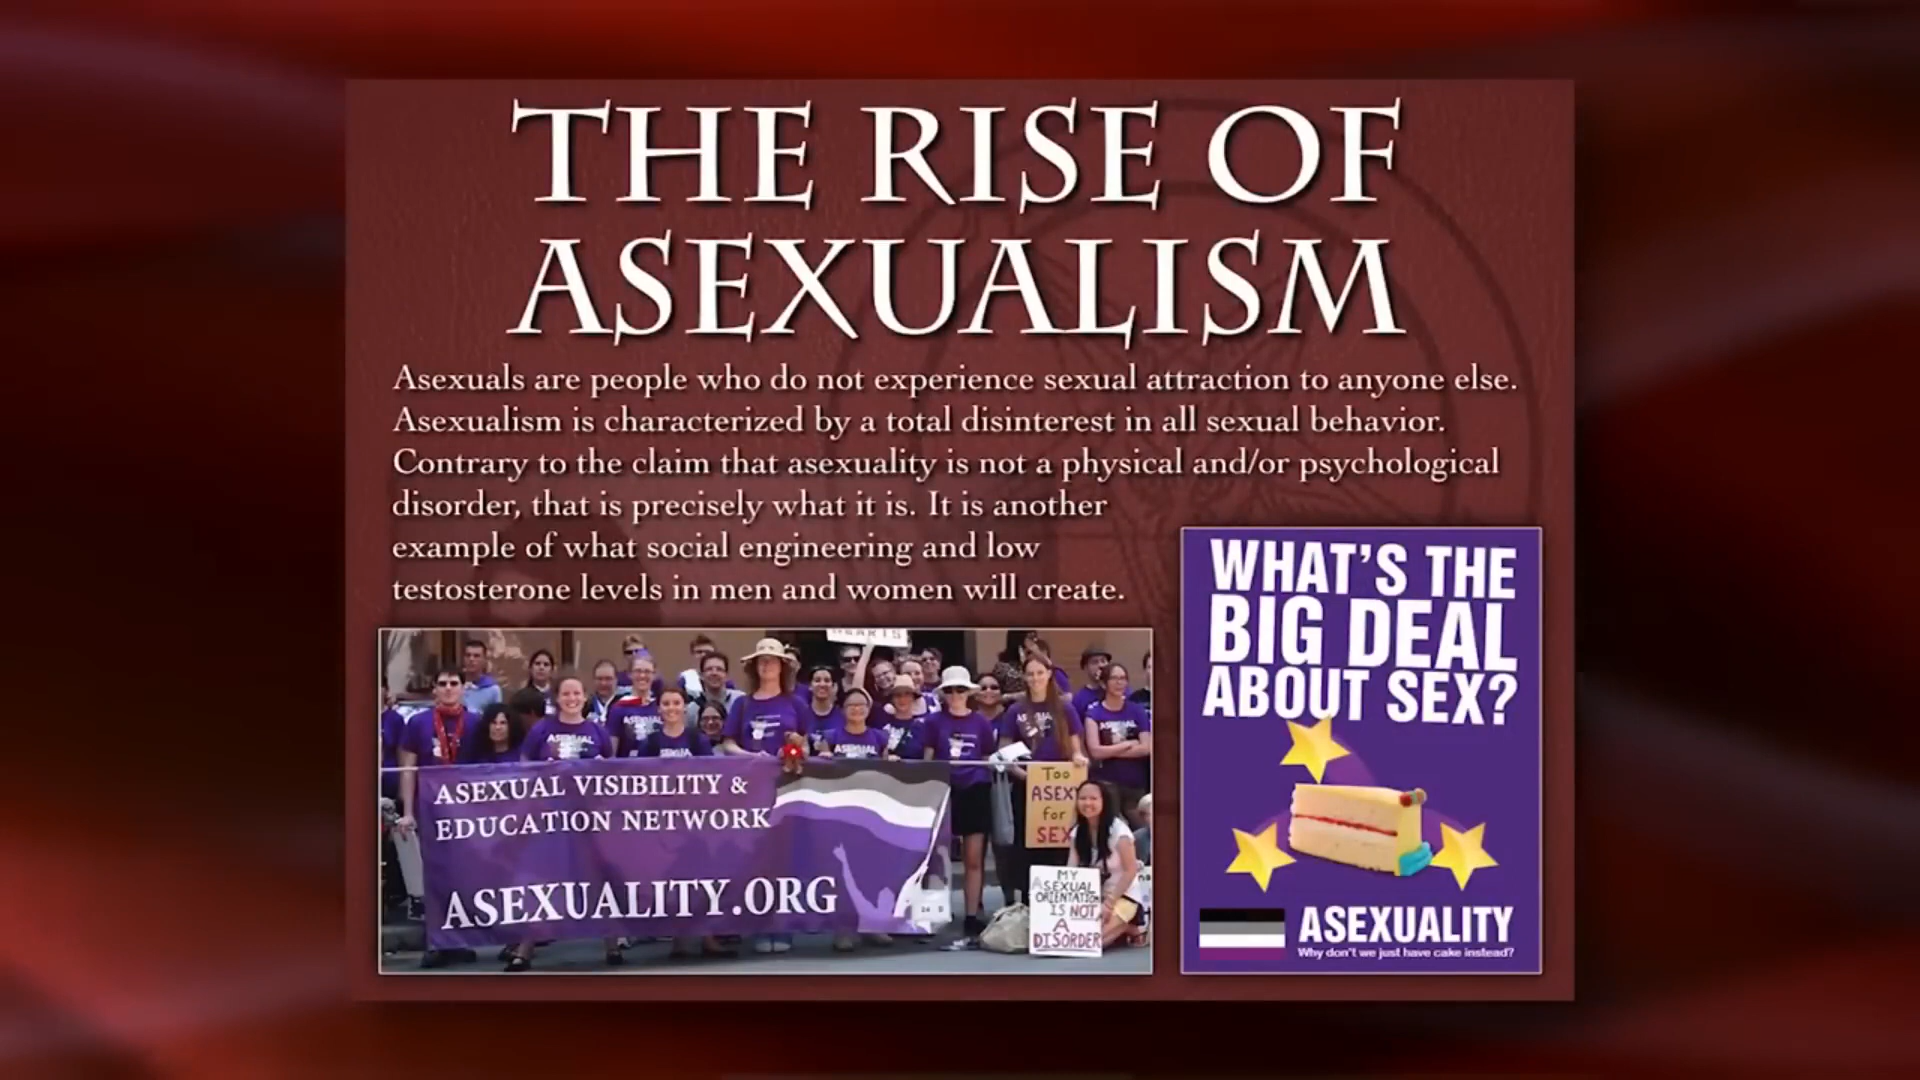 THE RISE OF
ASEXUALISM
Asexuals are people who do not experience sexual attraction to anyone else.
Asexualism is characterized by a total disinterest in all sexual behavior.
Contrary to the claim that asexuality is not a physical and/or psychological
disorder, that is precisely what it is. It is another
example of what social engineering and low
testosterone levels in men and women will create.
ASEXUAL VISIBILITY &
EDUCATION NETWORK
ASEXUALITY.ORG
Too
ASEXY
for
SEX
MY
ASEXUAL
ORIENTATION
IS NOT
A
DISORDER
WHAT'S THE
BIG DEAL
ABOUT SEX?
ASEXUALITY
Why don't we just have cake instead?